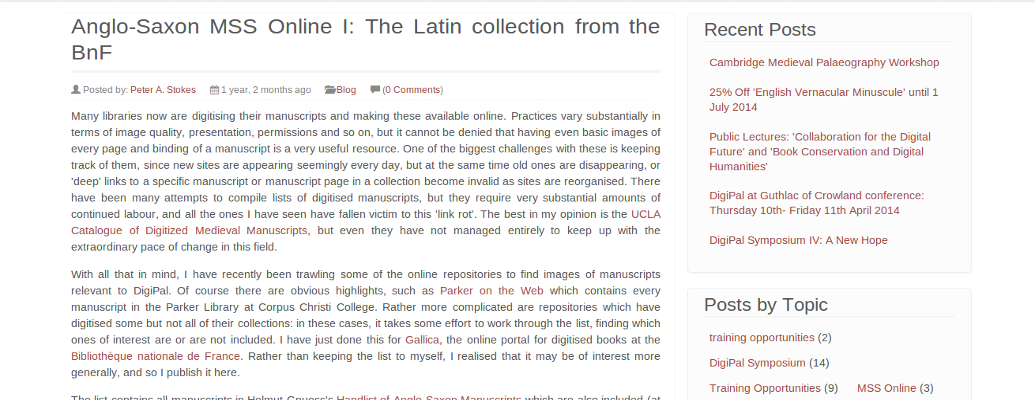 Anglo-Saxon MSS Online I: The Latin collection from the
BnF
Posted by: Peter A. Stokes 1 year, 2 months ago Blog (0 Comments)
Many libraries now are digitising their manuscripts and making these available online. Practices vary substantially in
terms of image quality, presentation, permissions and so on, but it cannot be denied that having even basic images of
every page and binding of a manuscript is a very useful resource. One of the biggest challenges with these is keeping
track of them, since new sites are appearing seemingly every day, but at the same time old ones are disappearing, or
'deep' links to a specific manuscript or manuscript page in a collection become invalid as sites are reorganised. There
have been many attempts to compile lists of digitised manuscripts, but they require very substantial amounts of
continued labour, and all the ones I have seen have fallen victim to this 'link rot'. The best in my opinion is the UCLA
Catalogue of Digitized Medieval Manuscripts, but even they have not managed entirely to keep up with the
extraordinary pace of change in this field.
With all that in mind, I have recently been trawling some of the online repositories to find images of manuscripts
relevant to DigiPal. Of course there are obvious highlights, such as Parker on the Web which contains every
manuscript in the Parker Library at Corpus Christi College. Rather more complicated are repositories which have
digitised some but not all of their collections: in these cases, it takes some effort to work through the list, finding which
ones of interest are or are not included. I have just done this for Gallica, the online portal for digitised books at the
Bibliothèque nationale de France. Rather than keeping the list to myself, I realised that it may be of interest more
generally, and so I publish it here.
The list contains all manuscripts in Helmut Gneuss's Handlist of Anglo-Saxon Manuscripts which are also included (at
Recent Posts
Cambridge Medieval Palaeography Workshop
25% Off 'English Vernacular Minuscule' until 1
July 2014
Public Lectures: 'Collaboration for the Digital
Future' and 'Book Conservation and Digital
Humanities'
DigiPal at Guthlac of Crowland conference:
Thursday 10th- Friday 11th April 2014
DigiPal Symposium IV: A New Hope
Posts by Topic
training opportunities (2)
DigiPal Symposium (14)
Training Opportunities (9) MSS Online (3)